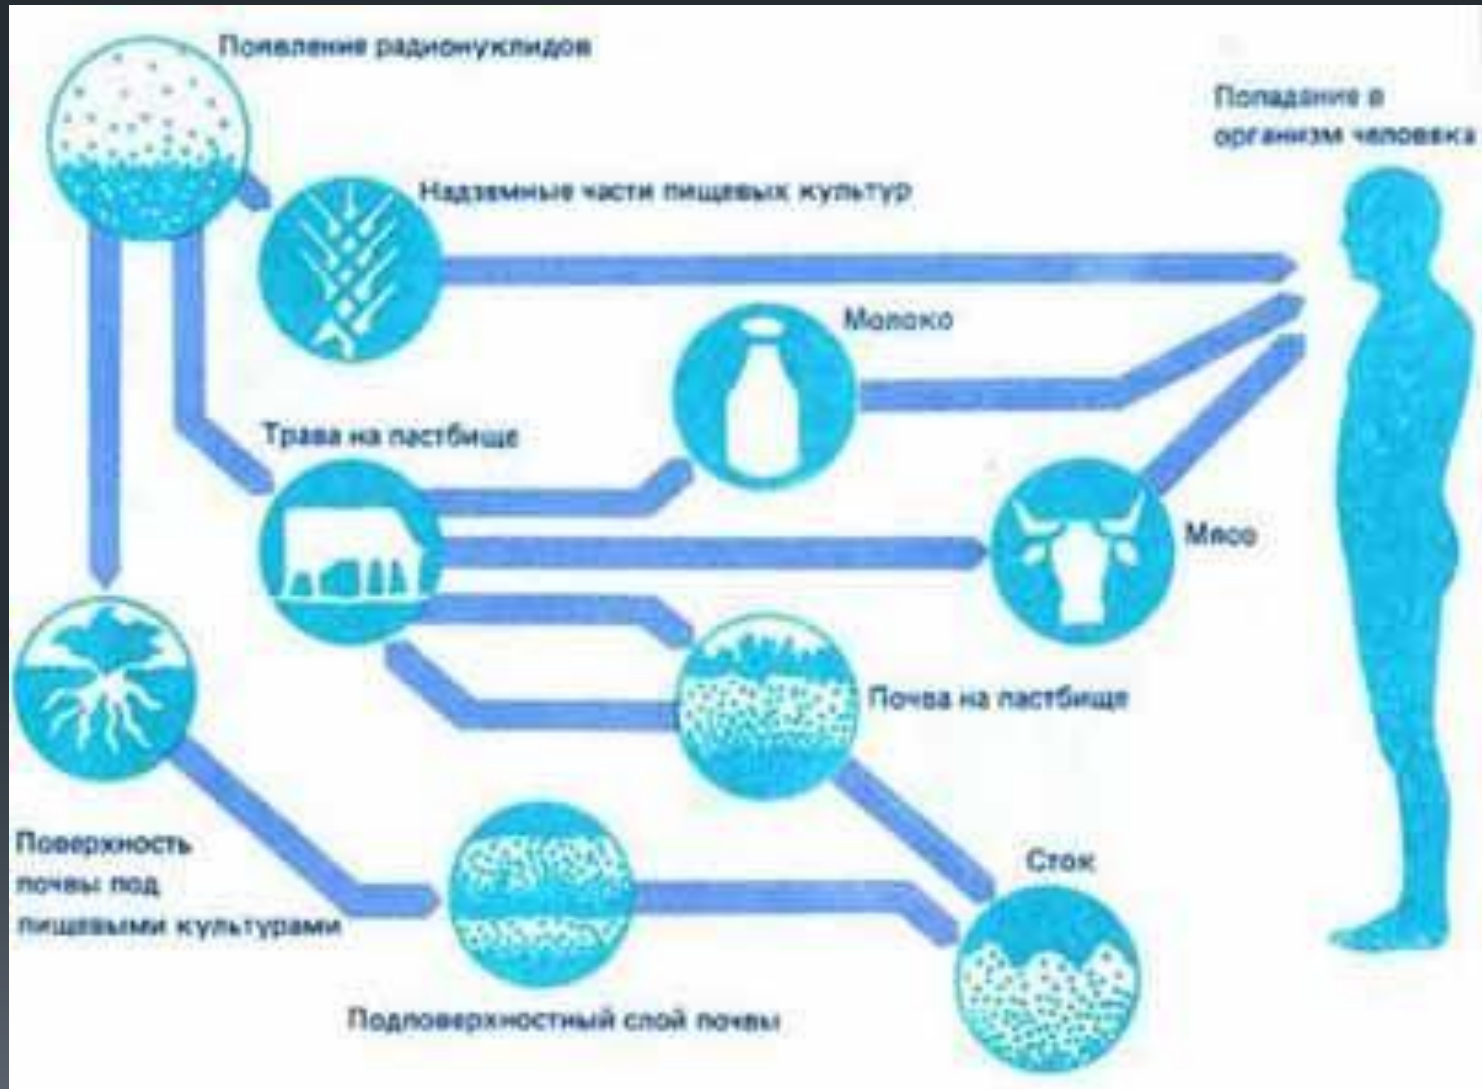 Появление радионуклидов
Попадание в
организм человека
Надземные части пищевых культур
Молоко
Трава на пастбище
Мясо
Почва на пастбище
Поверхность
почвы под
пищевыми культурами
Сток
Подповерхностный слой почвы